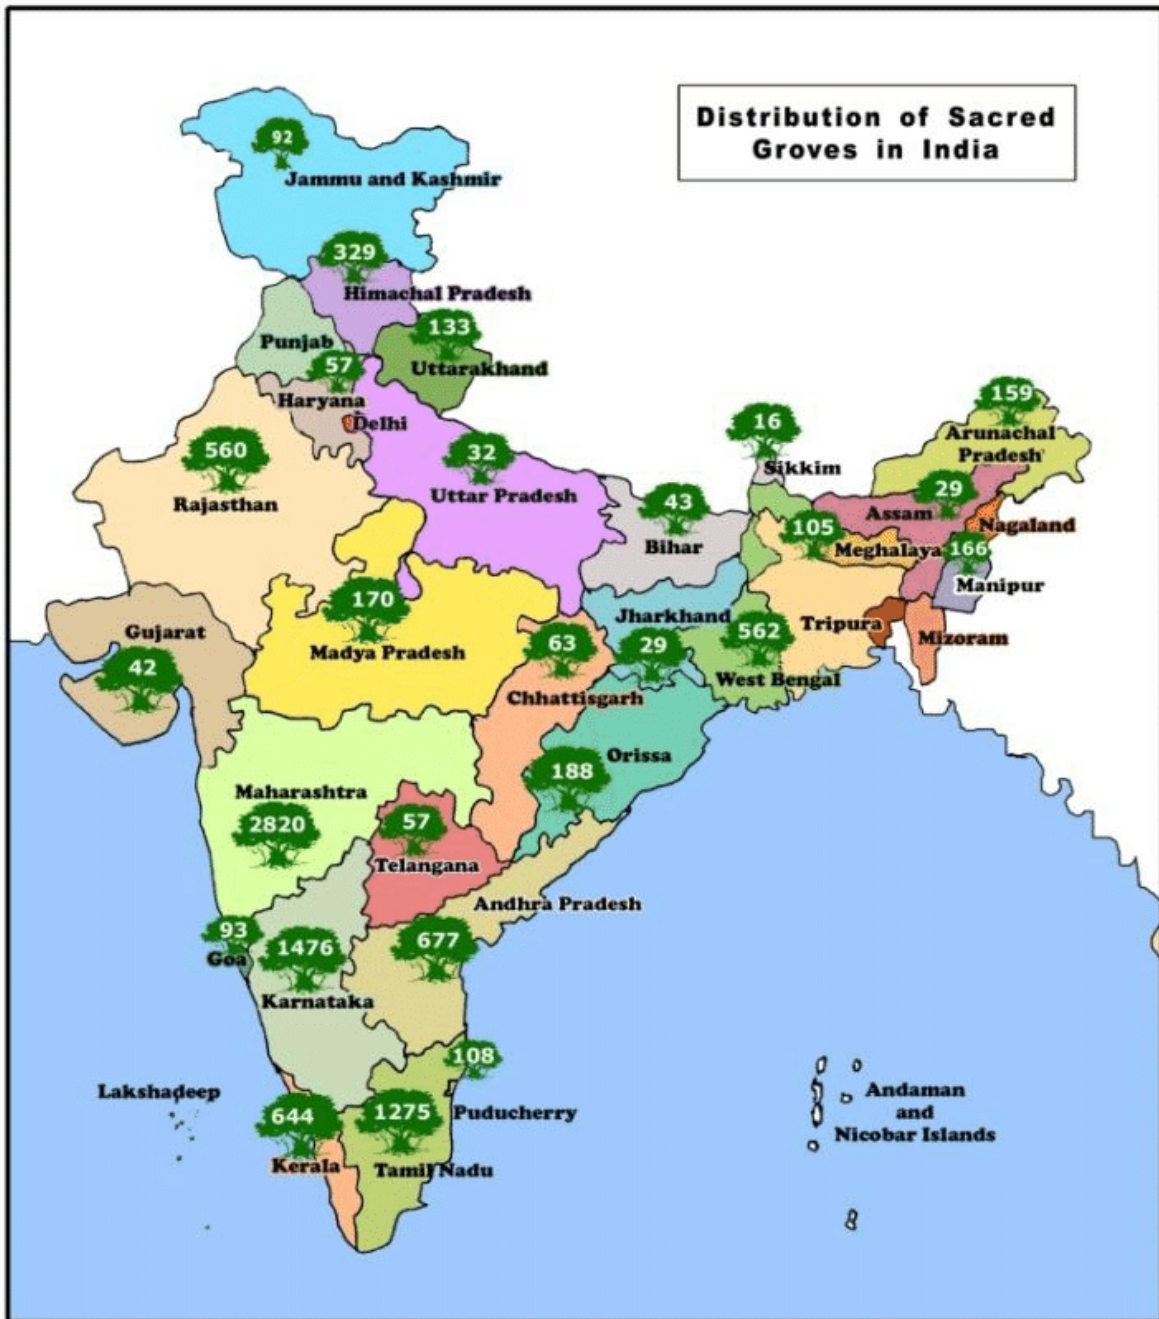 Distribution of Sacred
Groves in India
92
Jammu and Kashmir
329
Himachal Pradesh
133
Uttarakhand
Punjab
57
Haryana
Delhi
560
Rajasthan
32
Uttar Pradesh
16
Sikkim
159
Arunachal
Pradesh
29
Assam
Nagaland
43
Bihar
105
Meghalaya
166
Manipur
170
Madya Pradesh
Jharkhand
29
562
West Bengal
Tripura
Mizoram
Gujarat
42
63
Chhattisgarh
188
Orissa
Maharashtra
2820
57
Telangana
Andhra Pradesh
677
93
Goa
1476
Karnataka
108
Puducherry
Lakshadeep
644
Kerala
1275
Tamil Nadu
Andaman
and
Nicobar Islands